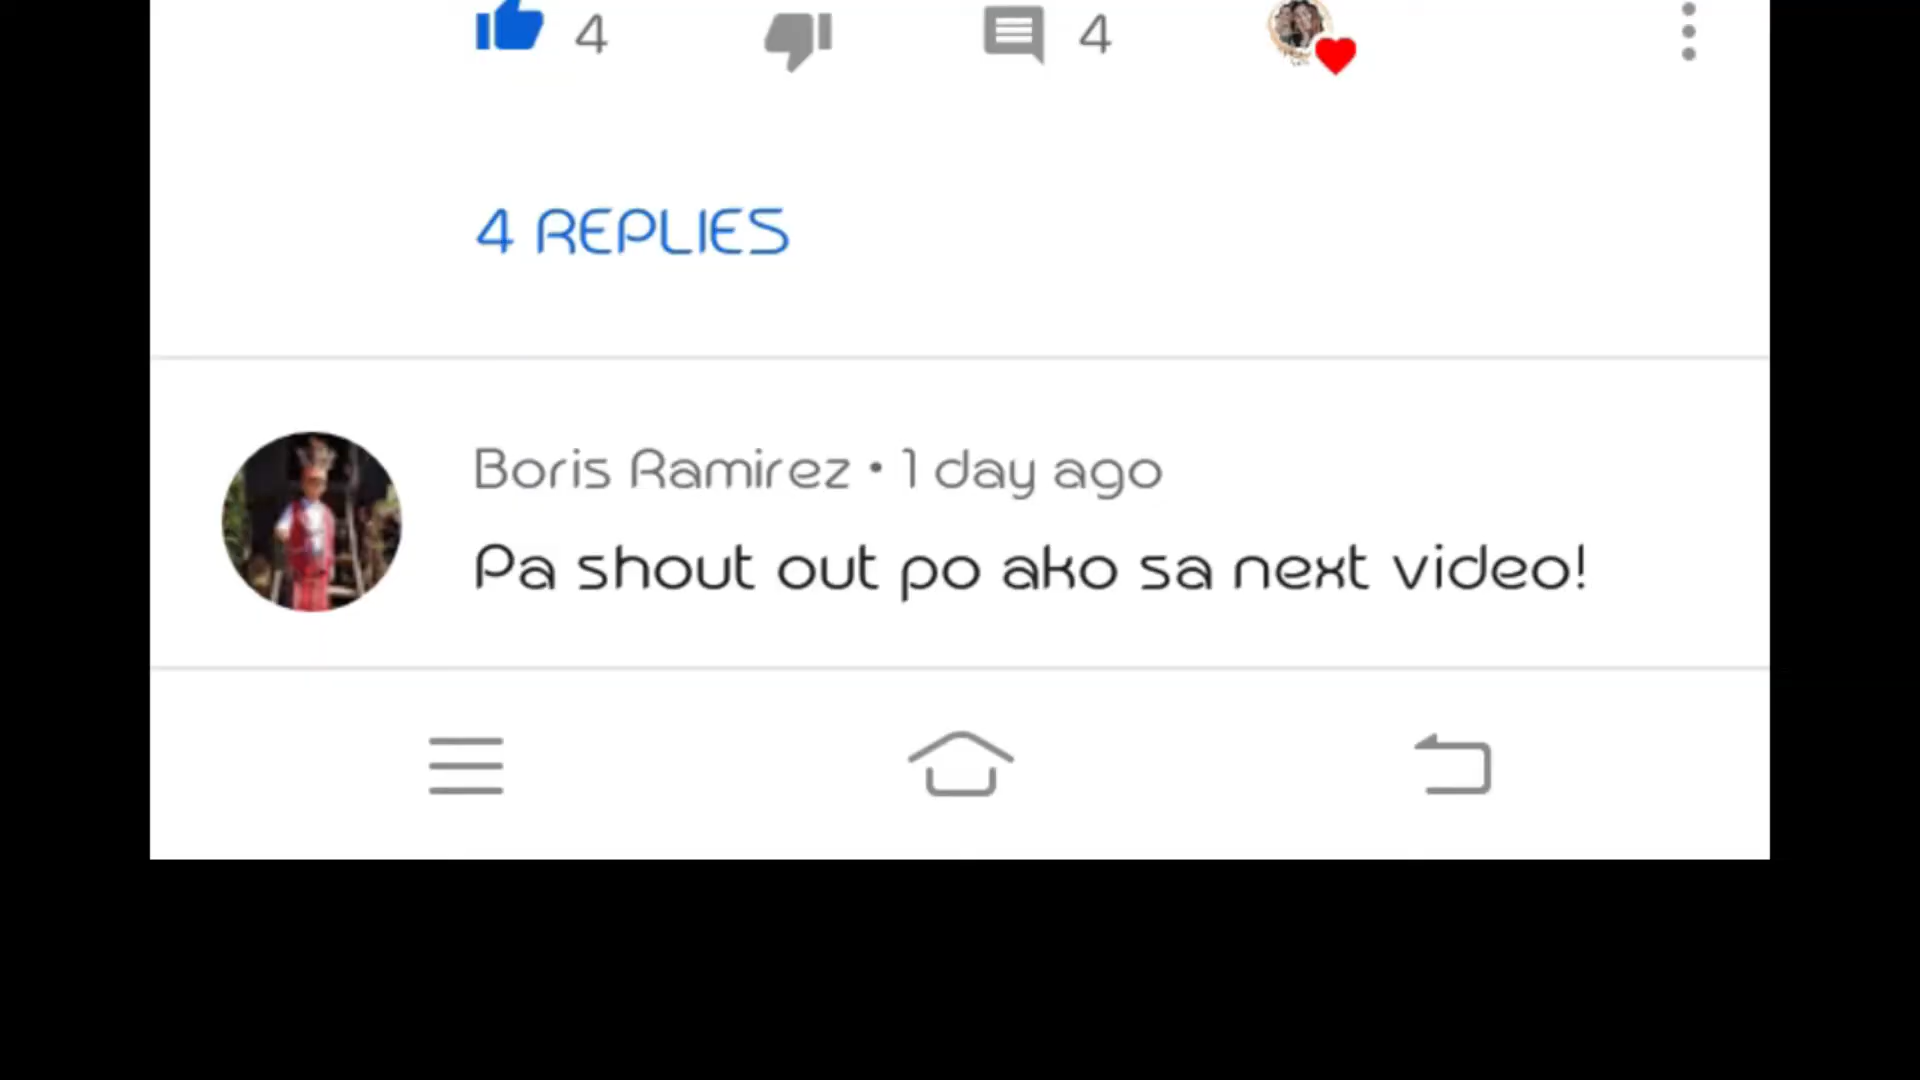 4 4
4 REPLIES
Boris Ramirez • 1 day ago
Pa shout out po ako sa next video!